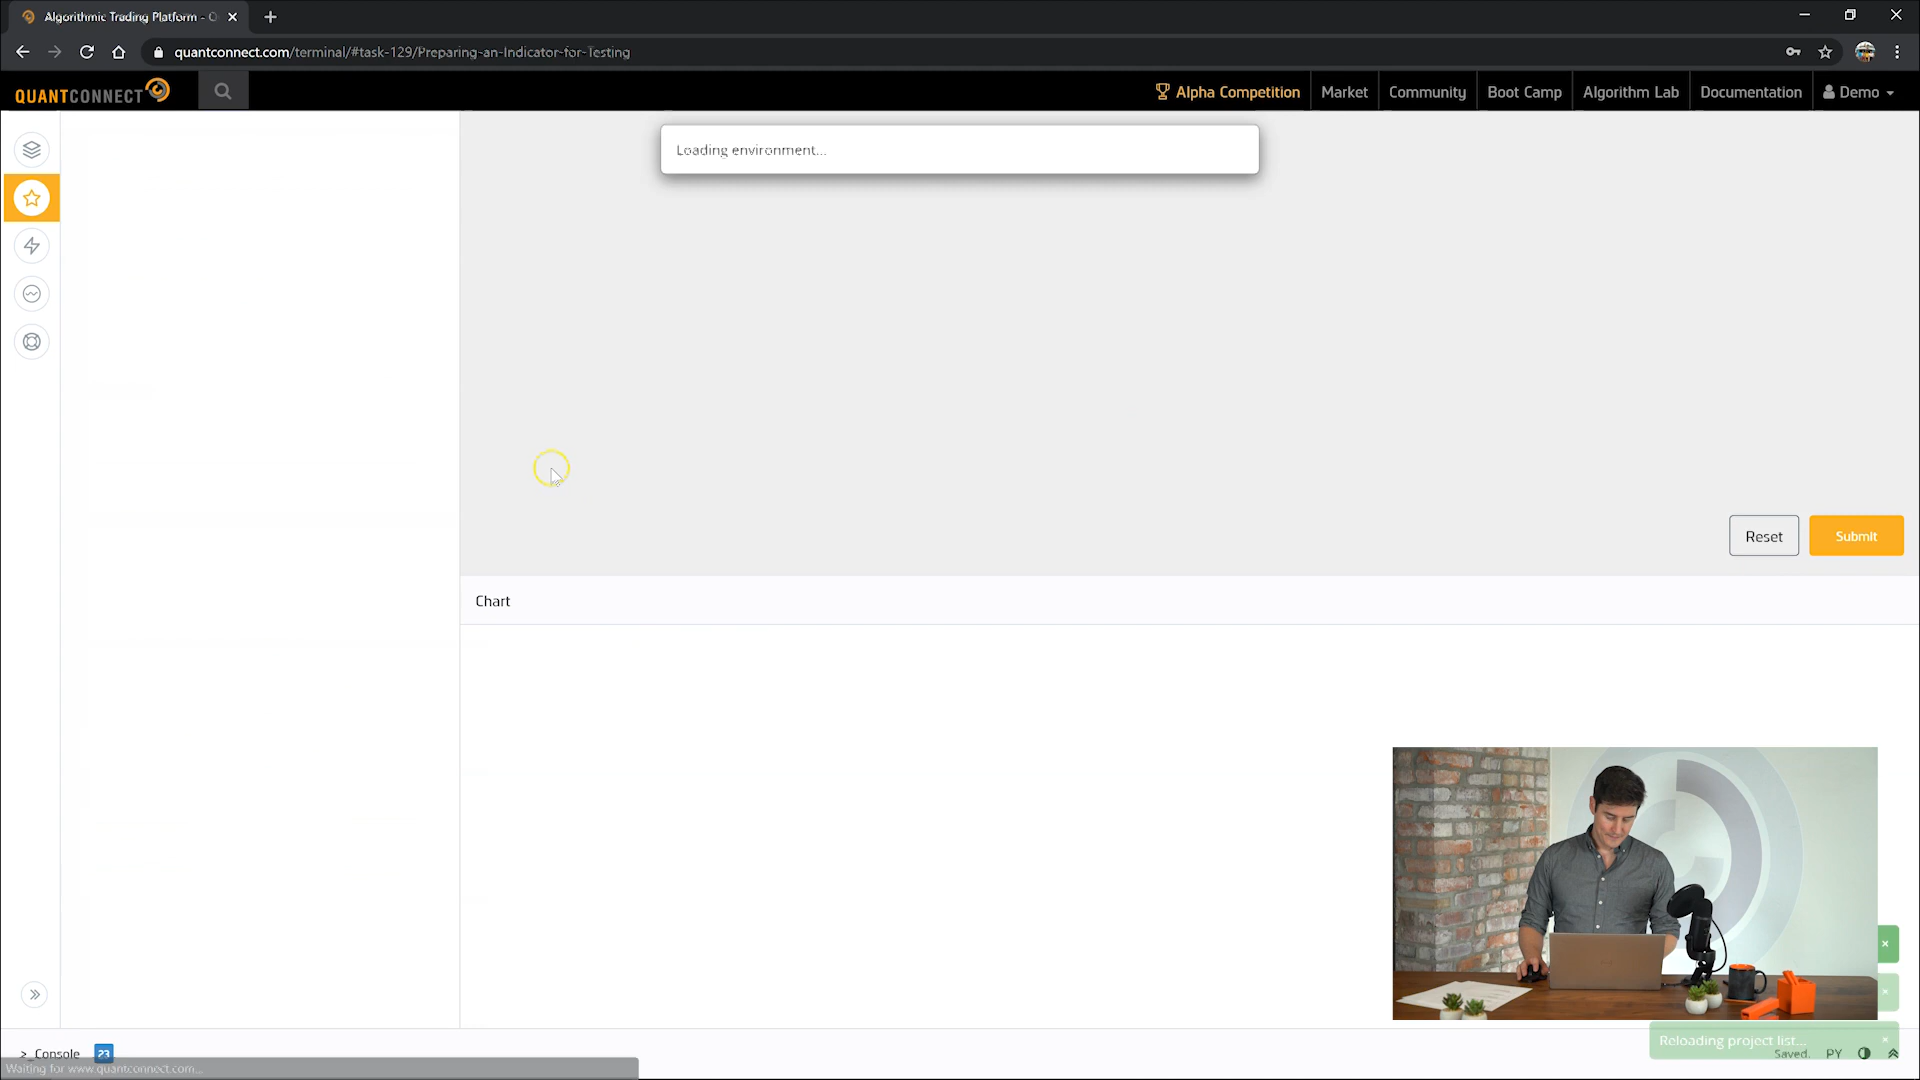 Algorithmic Trading Platform - Q
quantconnect.com/terminal/#task-129/Preparing-an-Indicator-for-Testing
QUANTCONNECT
Alpha Competition
Market
Community
Boot Camp
Algorithm Lab
Documentation
Demo
Loading environment...
Reset
Submit
Chart
Reloading project list...
>_Console
23
Saved.
PY
Waiting for www.quantconnect.com...